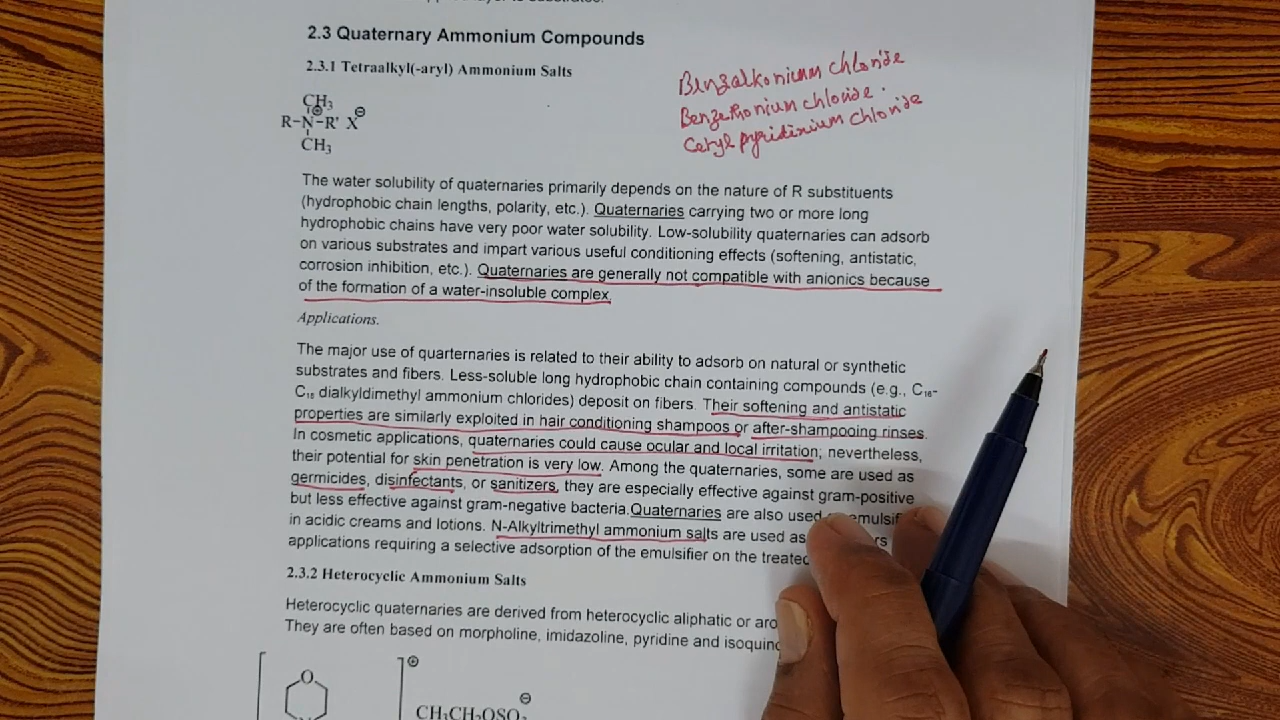 2.3 Quaternary Ammonium Compounds
2.3.1 Tetraalkyl(-aryl) Ammonium Salts
Benzalkonium chloride
Benzethonium chloride.
Cetyl pyridinium chloride
CH₃
R-N-R' X
CH₃
⊕
⊖
The water solubility of quaternaries primarily depends on the nature of R substituents
(hydrophobic chain lengths, polarity, etc.). Quaternaries carrying two or more long
hydrophobic chains have very poor water solubility. Low-solubility quaternaries can adsorb
on various substrates and impart various useful conditioning effects (softening, antistatic,
corrosion inhibition, etc.). Quaternaries are generally not compatible with anionics because
of the formation of a water-insoluble complex.
Applications.
The major use of quarternaries is related to their ability to adsorb on natural or synthetic
substrates and fibers. Less-soluble long hydrophobic chain containing compounds (e.g., C₁₆-
C₁₈ dialkyldimethyl ammonium chlorides) deposit on fibers. Their softening and antistatic
properties are similarly exploited in hair conditioning shampoos or after-shampooing rinses.
In cosmetic applications, quaternaries could cause ocular and local irritation; nevertheless,
their potential for skin penetration is very low. Among the quaternaries, some are used as
germicides, disinfectants, or sanitizers, they are especially effective against gram-positive
but less effective against gram-negative bacteria. Quaternaries are also used emulsif
in acidic creams and lotions. N-Alkyltrimethyl ammonium salts are used as rs
applications requiring a selective adsorption of the emulsifier on the treated
2.3.2 Heterocyclic Ammonium Salts
Heterocyclic quaternaries are derived from heterocyclic aliphatic or aro
They are often based on morpholine, imidazoline, pyridine and isoquino
⊕
O
⊖
CH₃CH₂OSO₃